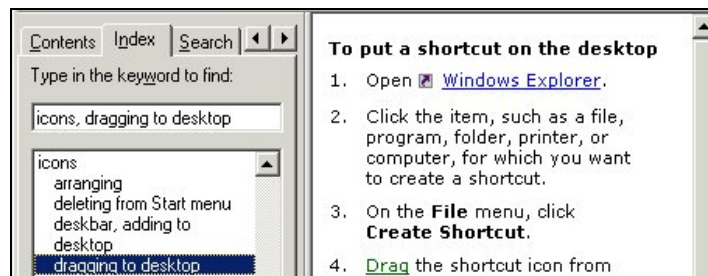 Contents Index Search
Type in the keyword to find:
icons, dragging to desktop
icons
arranging
deleting from Start menu
deskbar, adding to
desktop
dragging to desktop
To put a shortcut on the desktop
1. Open Windows Explorer.
2. Click the item, such as a file,
program, folder, printer, or
computer, for which you want
to create a shortcut.
3. On the File menu, click
Create Shortcut.
4. Drag the shortcut icon from